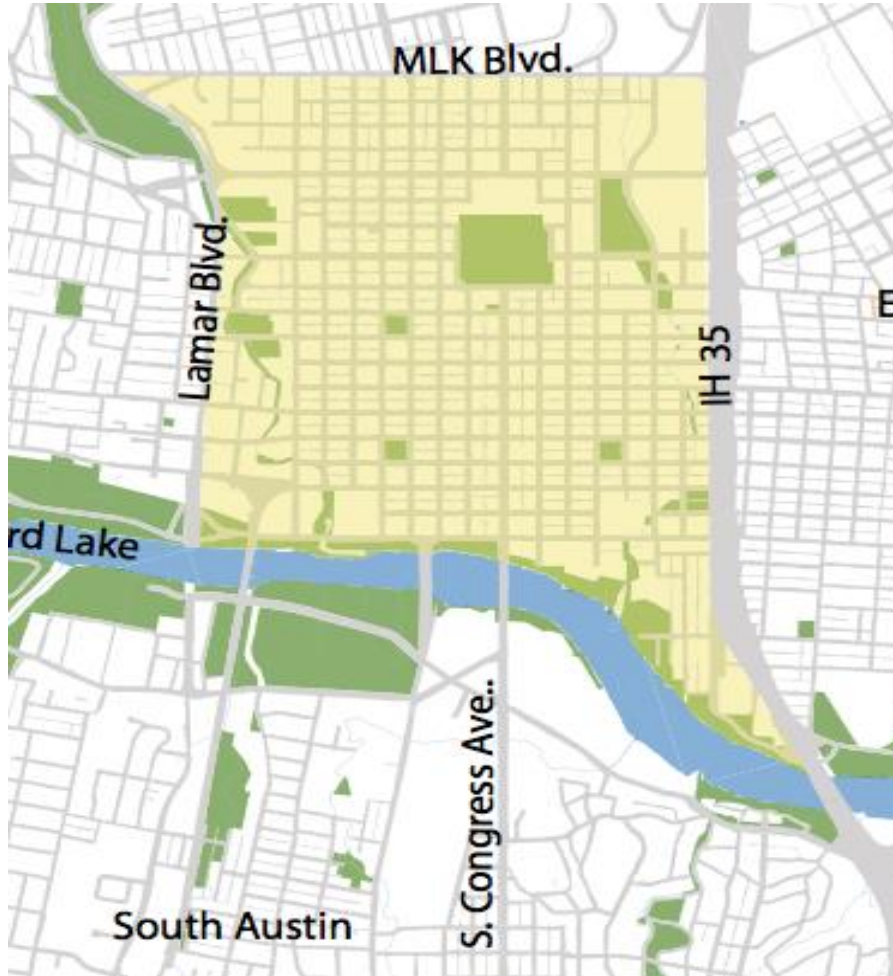 MLK Blvd.
Lamar Blvd.
IH 35
E
rd Lake
S. Congress Ave..
South Austin